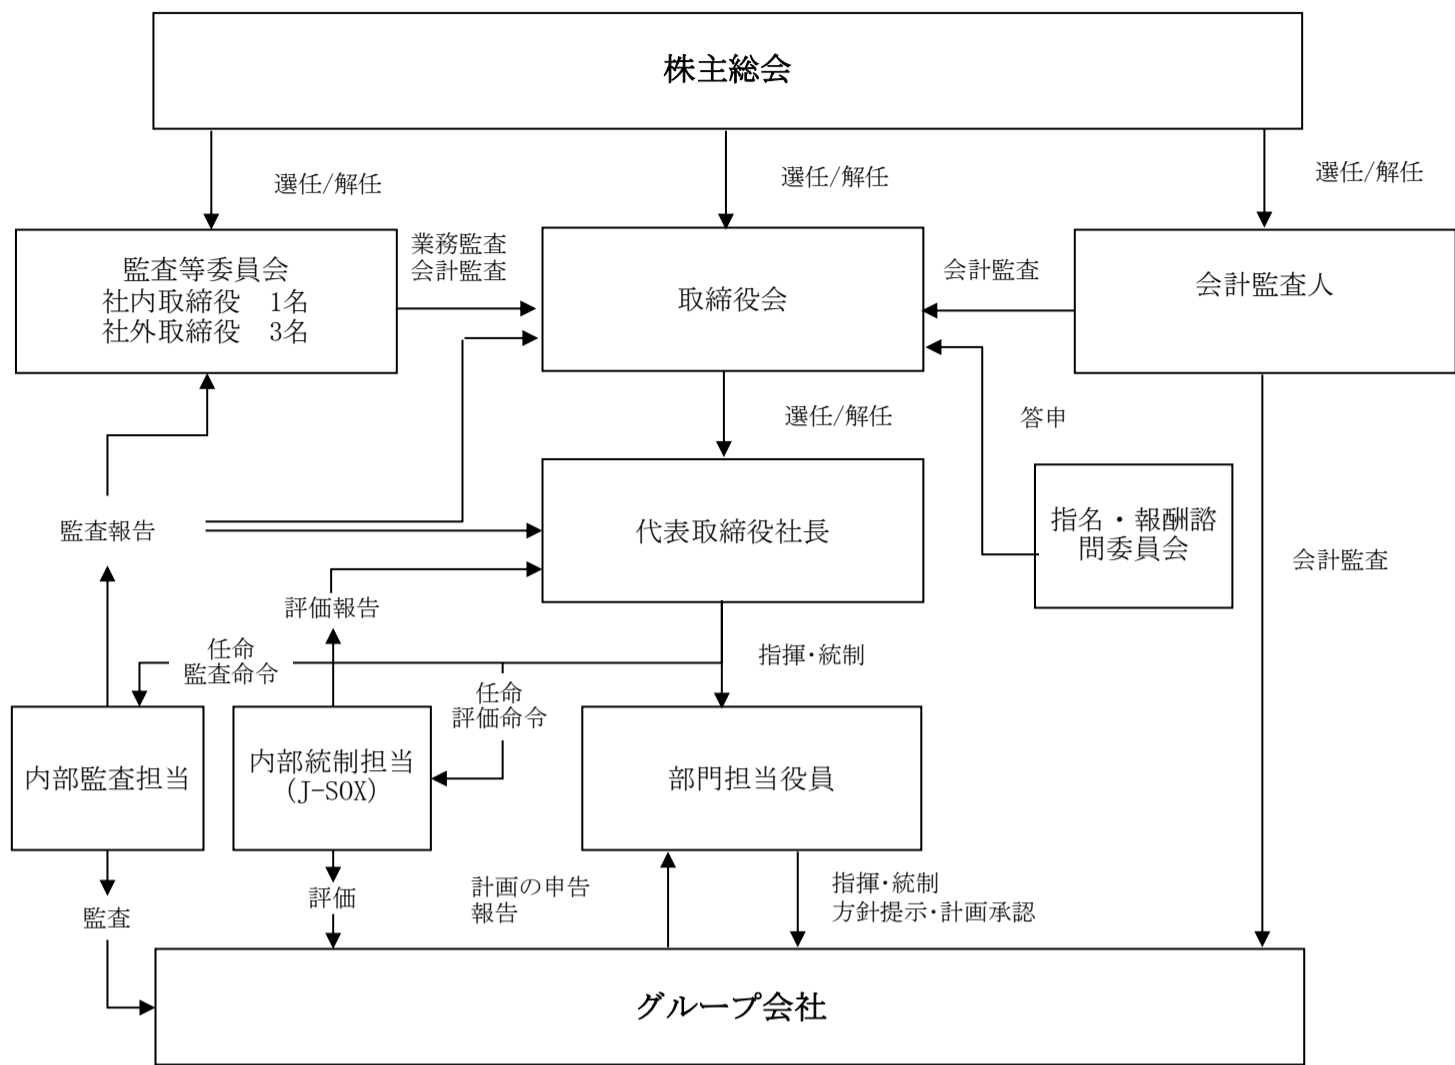 株主総会
選任/解任
選任/解任
選任/解任
監査等委員会
社内取締役　1名
社外取締役　3名
業務監査
会計監査
取締役会
会計監査
会計監査人
選任/解任
答申
監査報告
代表取締役社長
指名・報酬諮
問委員会
会計監査
評価報告
任命
監査命令
指揮・統制
任命
評価命令
内部監査担当
内部統制担当
(J-SOX)
部門担当役員
監査
評価
計画の申告
報告
指揮・統制
方針提示・計画承認
グループ会社